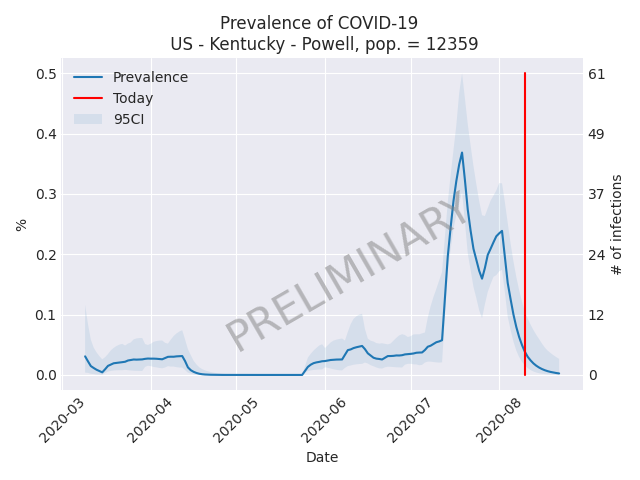 Prevalence of COVID-19
US - Kentucky - Powell, pop. = 12359
Prevalence
Today
95CI
0.5
0.4
0.3
0.2
0.1
0.0
%
61
49
37
24
12
0
# of infections
PRELIMINARY
2020-03
2020-04
2020-05
2020-06
2020-07
2020-08
Date